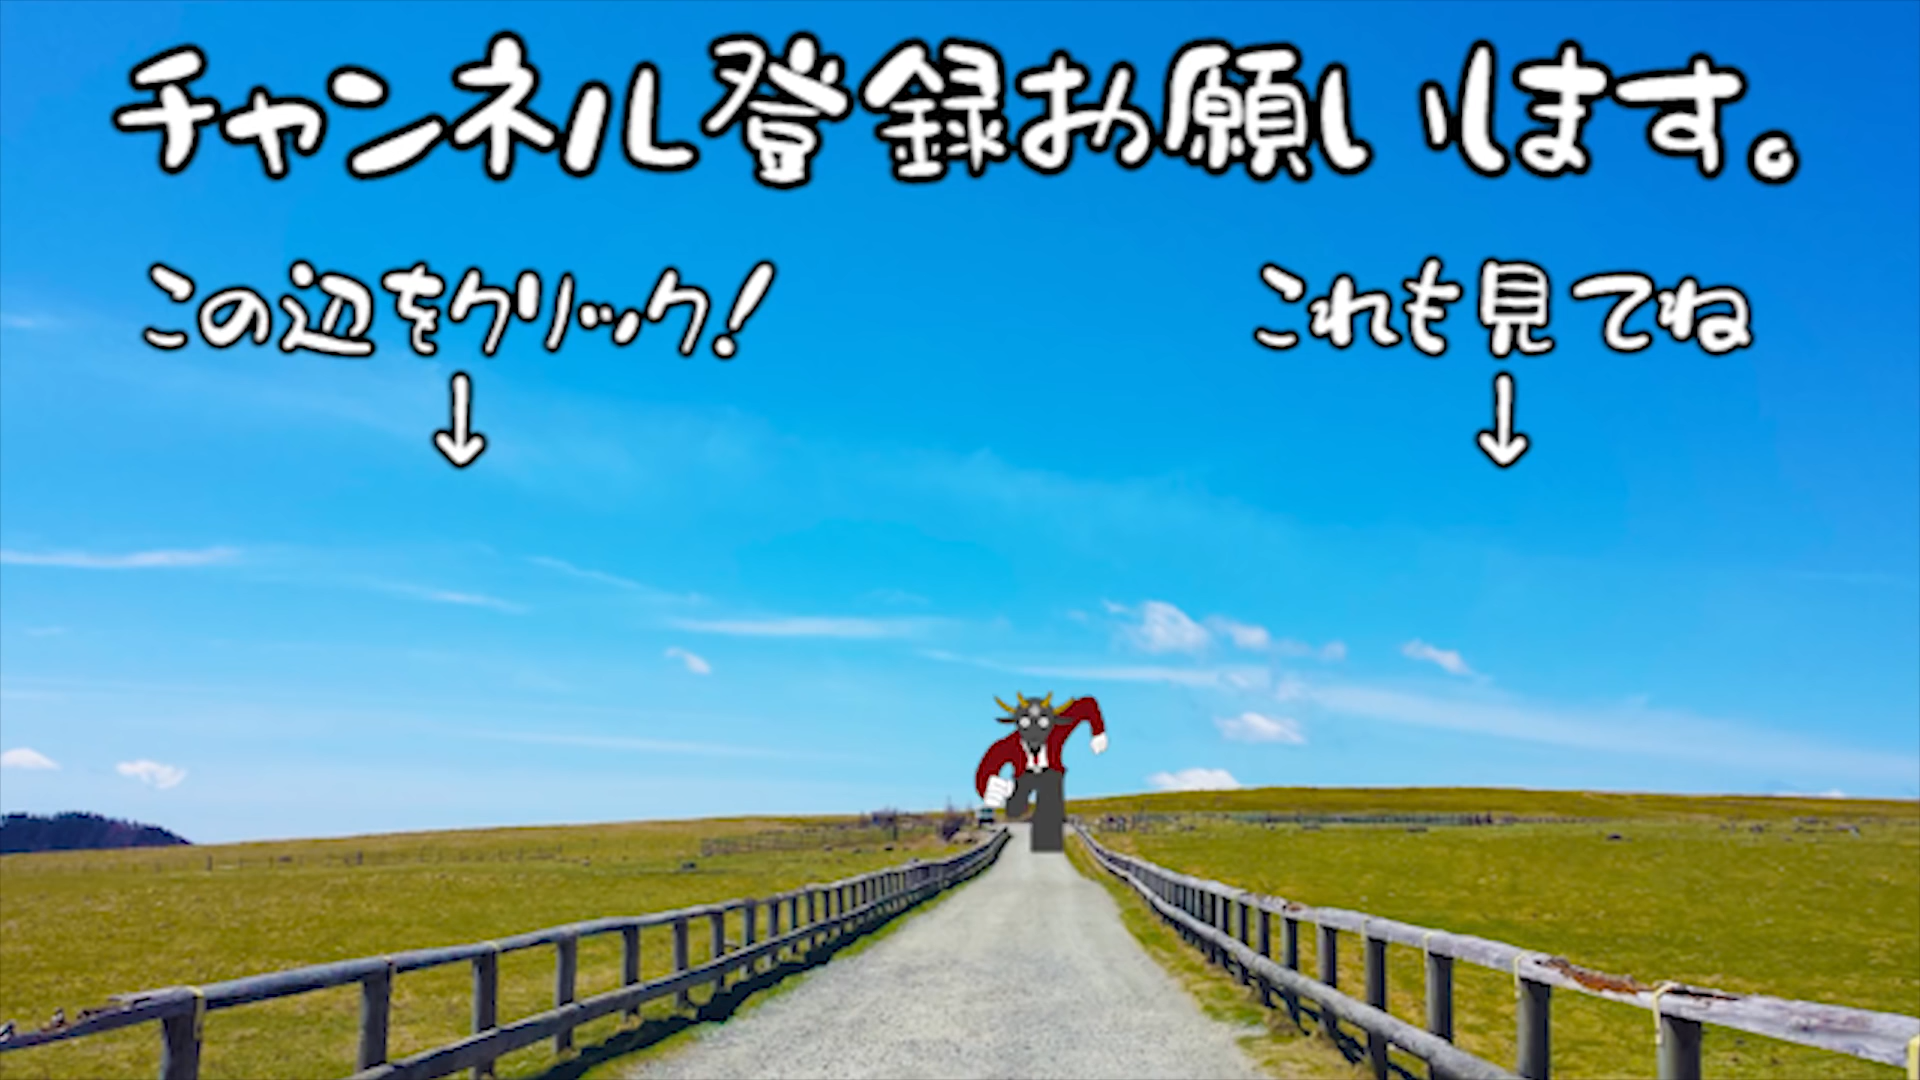 チャンネル登録お願いします。
この辺をクリック!
これも見てね
↓
↓